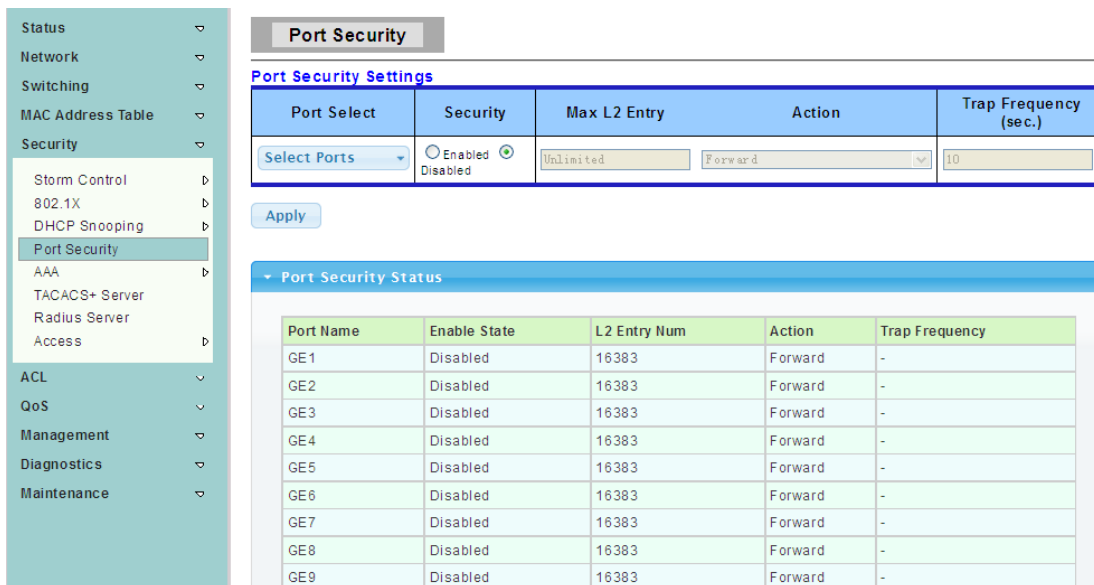 Status
Network
Switching
MAC Address Table
Security
Storm Control
802.1X
DHCP Snooping
Port Security
AAA
TACACS+ Server
Radius Server
Access
ACL
QoS
Management
Diagnostics
Maintenance
Port Security
Port Security Settings
Port Select Security Max L2 Entry Action Trap Frequency (sec.)
Select Ports Enabled Disabled Unlimited Forward 10
Apply
Port Security Status
Port Name Enable State L2 Entry Num Action Trap Frequency
GE1 Disabled 16383 Forward -
GE2 Disabled 16383 Forward -
GE3 Disabled 16383 Forward -
GE4 Disabled 16383 Forward -
GE5 Disabled 16383 Forward -
GE6 Disabled 16383 Forward -
GE7 Disabled 16383 Forward -
GE8 Disabled 16383 Forward -
GE9 Disabled 16383 Forward -